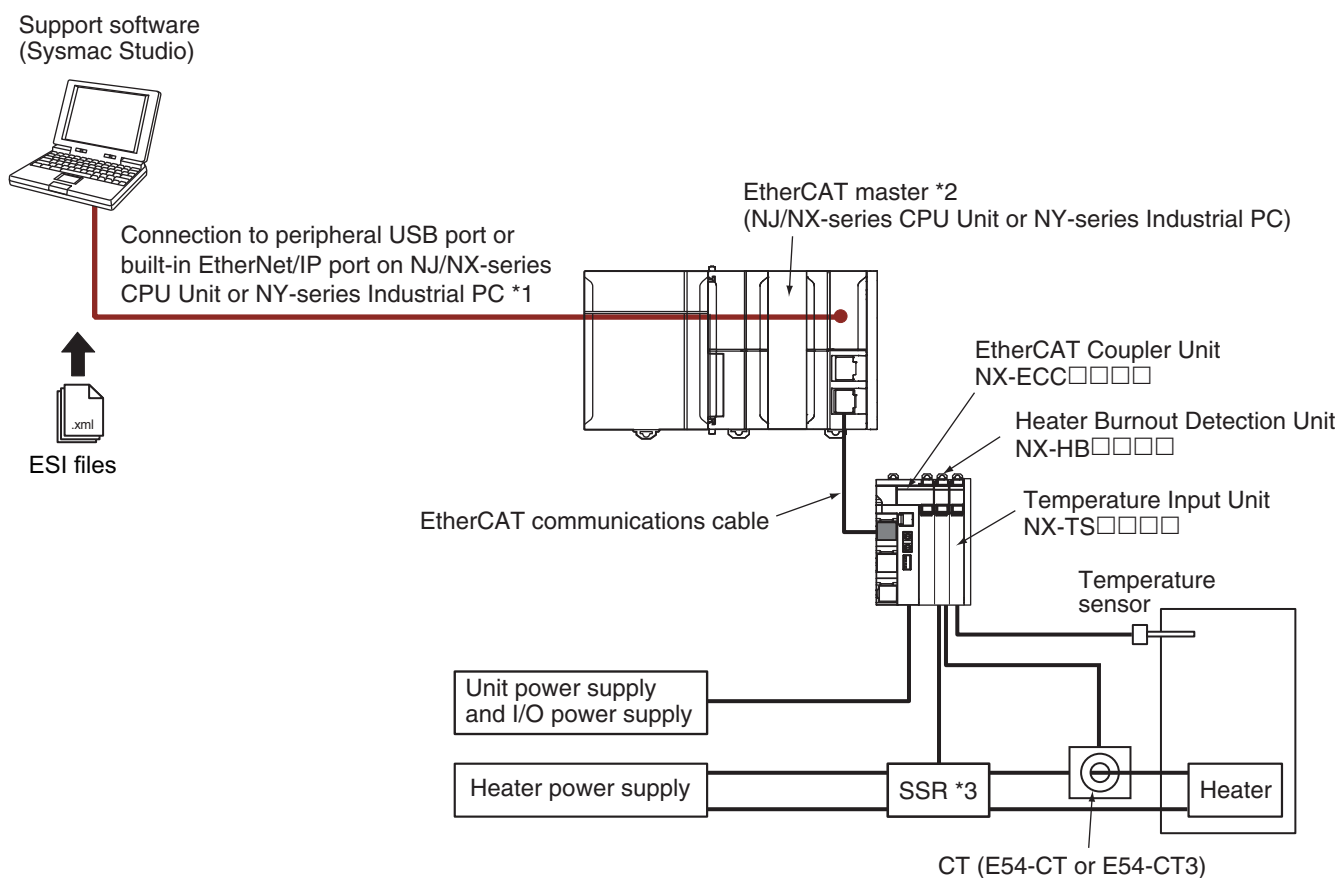 Support software
(Sysmac Studio)
EtherCAT master *2
(NJ/NX-series CPU Unit or NY-series Industrial PC)
Connection to peripheral USB port or
built-in EtherNet/IP port on NJ/NX-series
CPU Unit or NY-series Industrial PC *1
EtherCAT Coupler Unit
NX-ECC□□□□
.xml
ESI files
Heater Burnout Detection Unit
NX-HB□□□□
Temperature Input Unit
NX-TS□□□□
EtherCAT communications cable
Temperature
sensor
Unit power supply
and I/O power supply
Heater power supply
SSR *3
Heater
CT (E54-CT or E54-CT3)